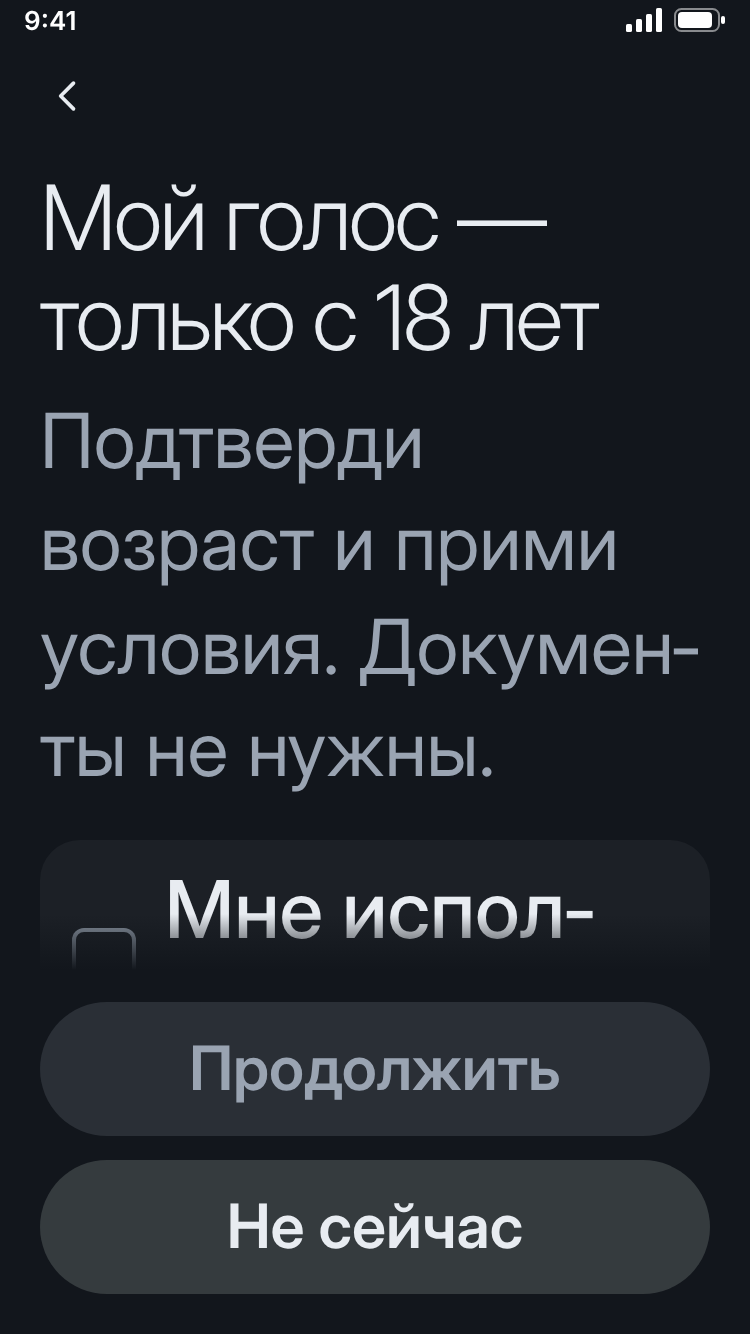 9:41
Мой голос —
только с 18 лет
Подтверди
возраст и прими
условия. Докумен-
ты не нужны.
Мне испол-
Продолжить
Не сейчас